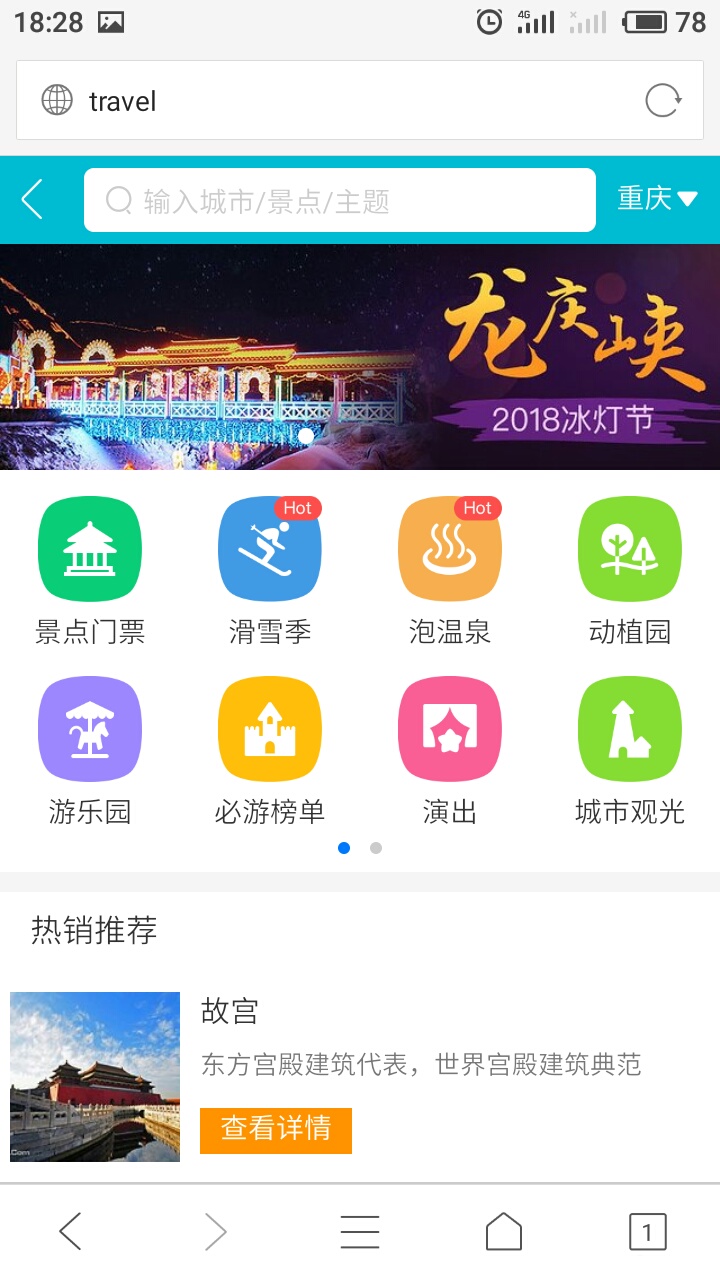 18:28
4G
78
travel
输入城市/景点/主题
重庆
龙庆峡
2018冰灯节
Hot
Hot
景点门票
滑雪季
泡温泉
动植园
游乐园
必游榜单
演出
城市观光
热销推荐
故宫
东方宫殿建筑代表，世界宫殿建筑典范
查看详情
.Com
1